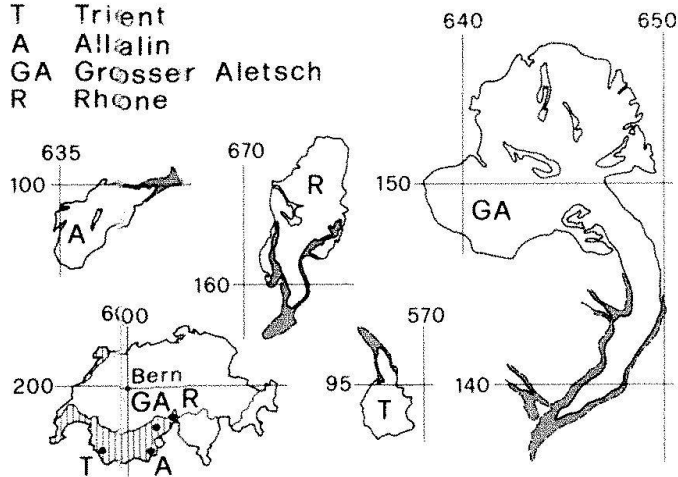 T Trient
A Allalin
GA Grosser Aletsch
R Rhone
640 650
635 670
100 150
A R GA
160
600 570
200 Bern 95 140
GA R T
T A